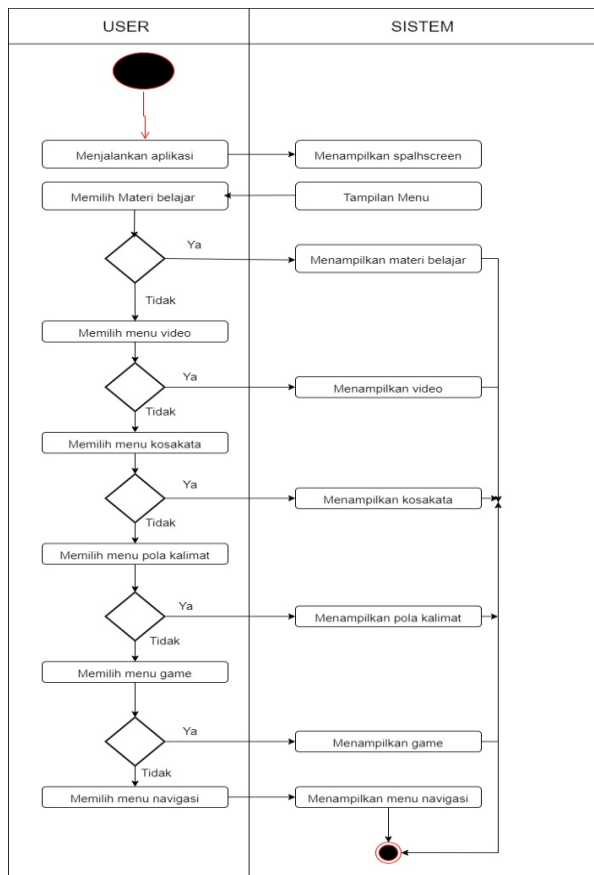 USER
SISTEM
Menjalankan aplikasi
Menampilkan spalhscreen
Memilih Materi belajar
Tampilan Menu
Ya
Menampilkan materi belajar
Tidak
Memilih menu video
Ya
Menampilkan video
Tidak
Memilih menu kosakata
Ya
Menampilkan kosakata
Tidak
Memilih menu pola kalimat
Ya
Menampilkan pola kalimat
Tidak
Memilih menu game
Ya
Menampilkan game
Tidak
Memilih menu navigasi
Menampilkan menu navigasi